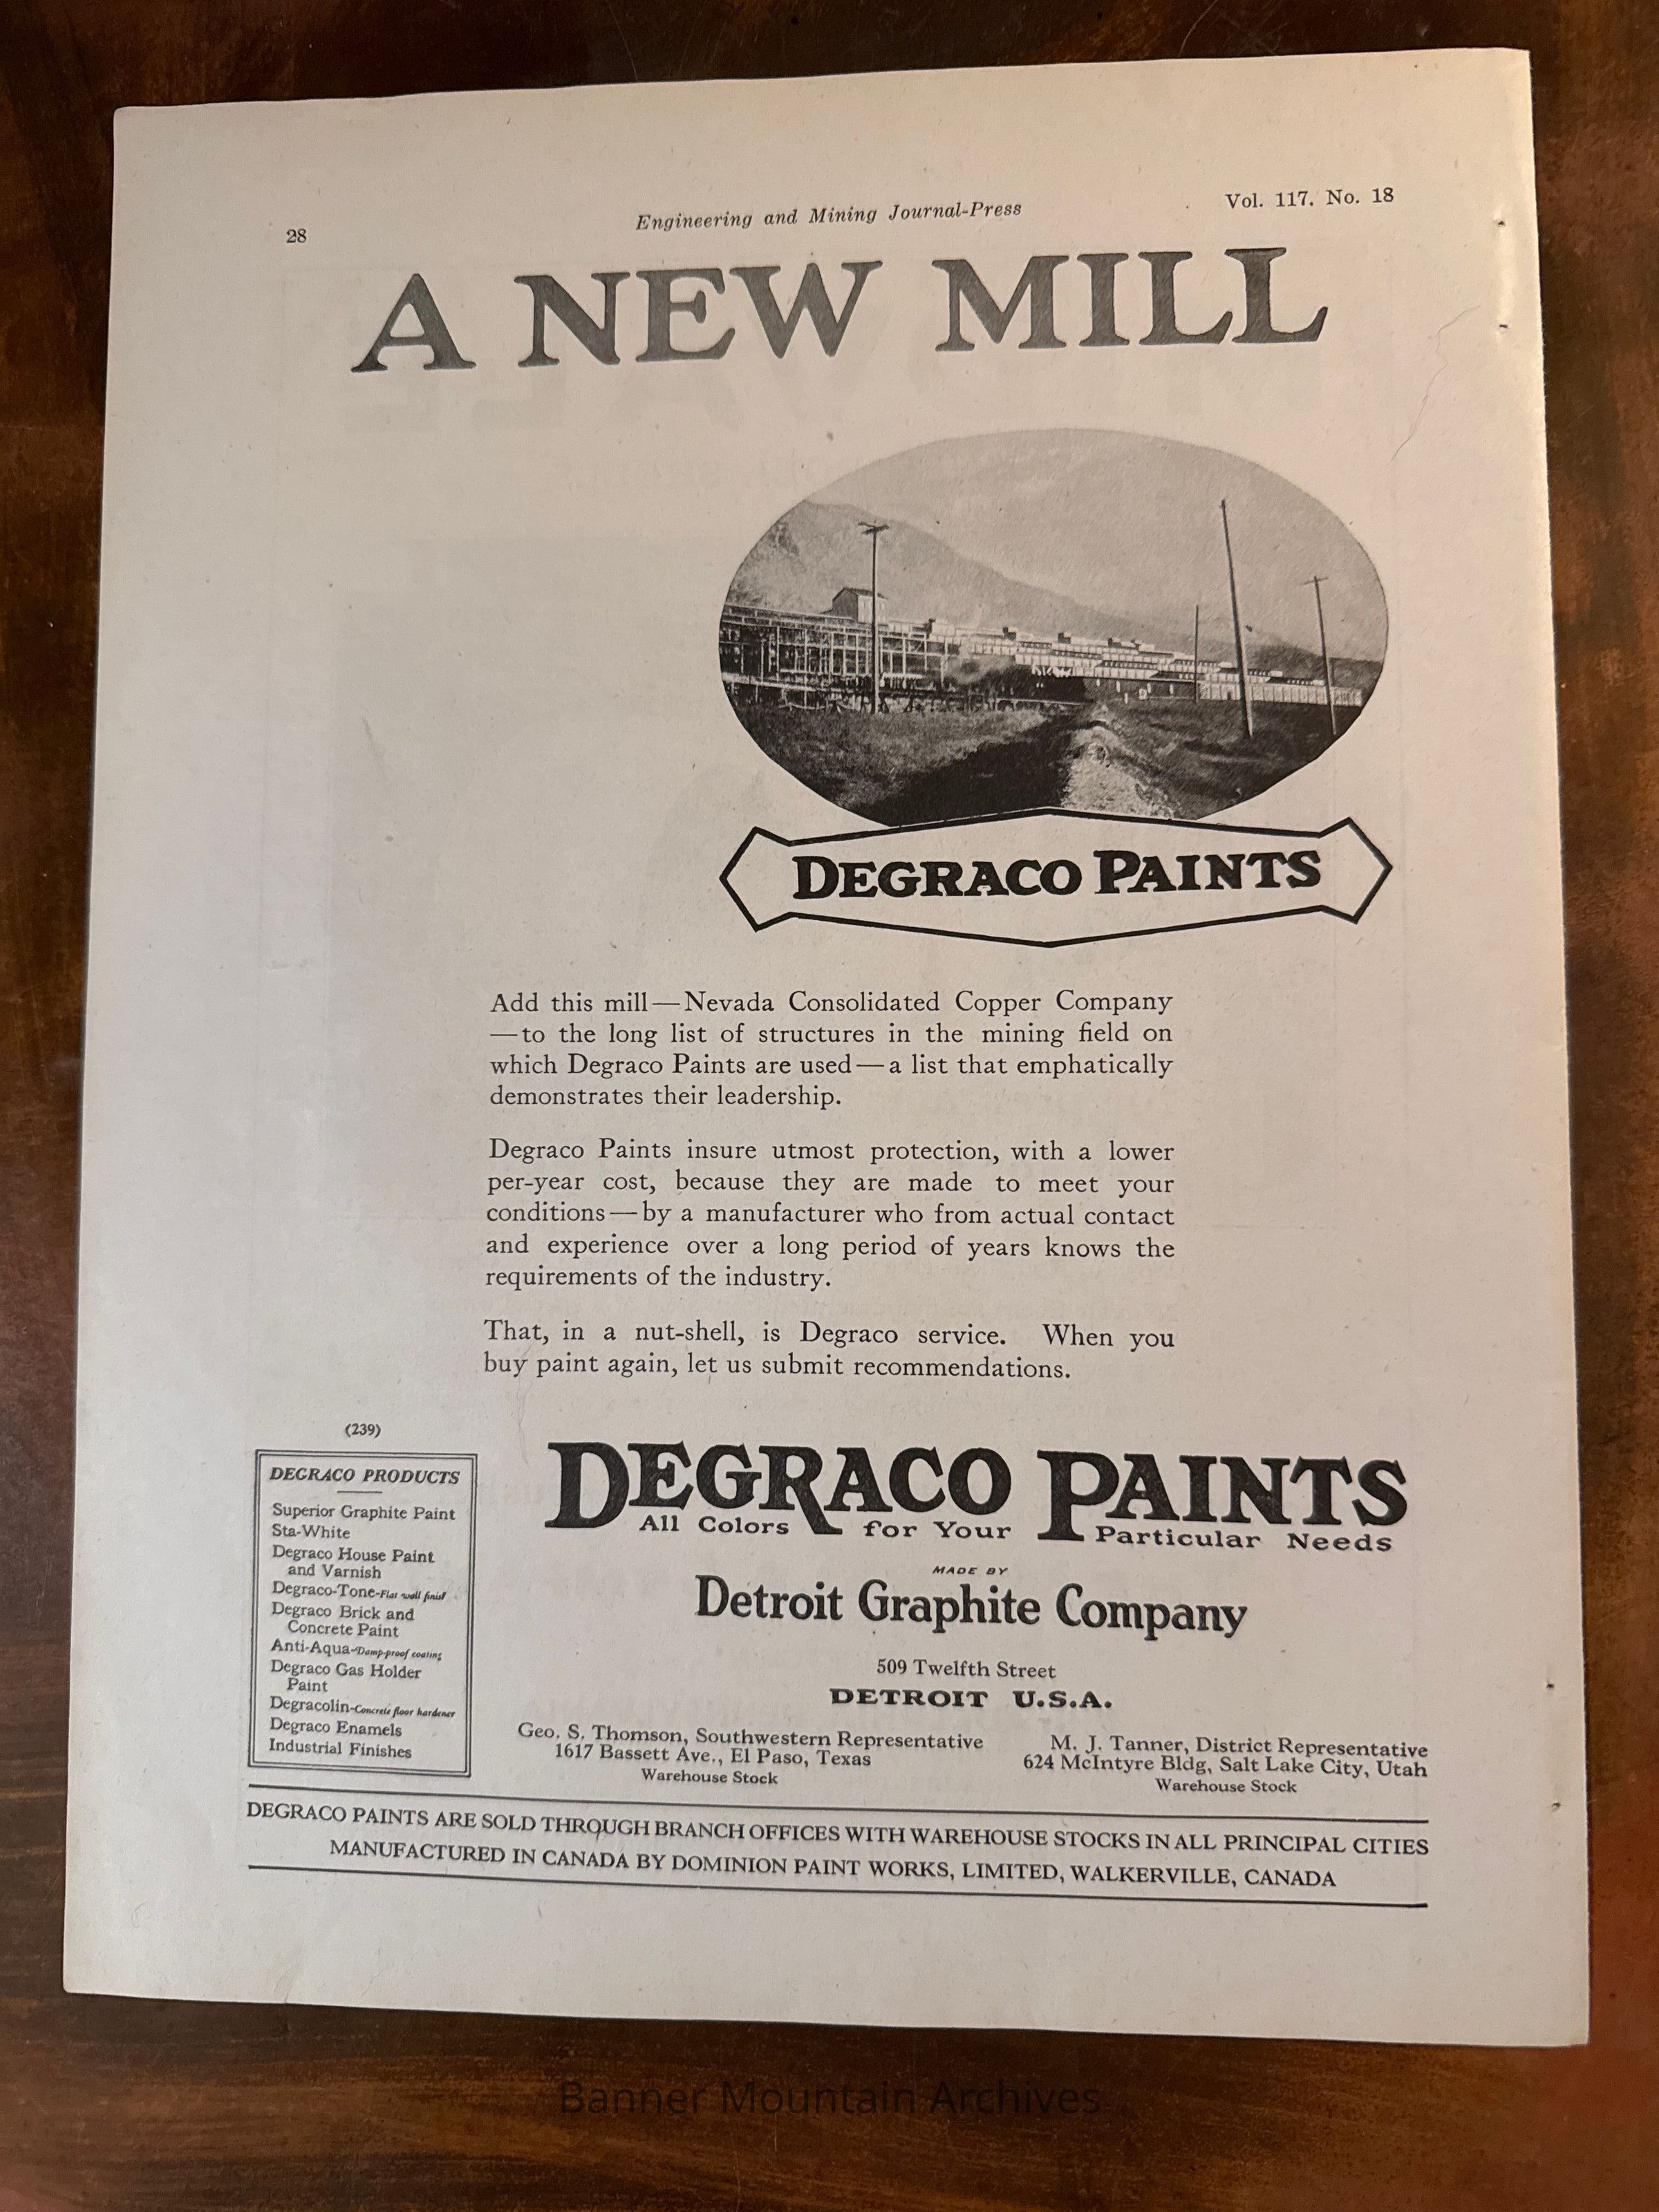 28
Engineering and Mining Journal-Press
Vol. 117. No. 18
A NEW MILL
DEGRACO PAINTS
Add this mill—Nevada Consolidated Copper Company
—to the long list of structures in the mining field on
which Degraco Paints are used—a list that emphatically
demonstrates their leadership.
Degraco Paints insure utmost protection, with a lower
per-year cost, because they are made to meet your
conditions—by a manufacturer who from actual contact
and experience over a long period of years knows the
requirements of the industry.
That, in a nut-shell, is Degraco service. When you
buy paint again, let us submit recommendations.
(239)
DEGRACO PRODUCTS
Superior Graphite Paint
Sta-White
Degraco House Paint
and Varnish
Degraco-Tone-Flat wall finish
Degraco Brick and
Concrete Paint
Anti-Aqua-Damp-proof coating
Degraco Gas Holder
Paint
Degracolin-Concrete floor hardener
Degraco Enamels
Industrial Finishes
DEGRACO PAINTS
All Colors for Your Particular Needs
MADE BY
Detroit Graphite Company
509 Twelfth Street
DETROIT U.S.A.
Geo. S. Thomson, Southwestern Representative
1617 Bassett Ave., El Paso, Texas
Warehouse Stock
M. J. Tanner, District Representative
624 McIntyre Bldg, Salt Lake City, Utah
Warehouse Stock
DEGRACO PAINTS ARE SOLD THROUGH BRANCH OFFICES WITH WAREHOUSE STOCKS IN ALL PRINCIPAL CITIES
MANUFACTURED IN CANADA BY DOMINION PAINT WORKS, LIMITED, WALKERVILLE, CANADA
Banner Mountain Archives